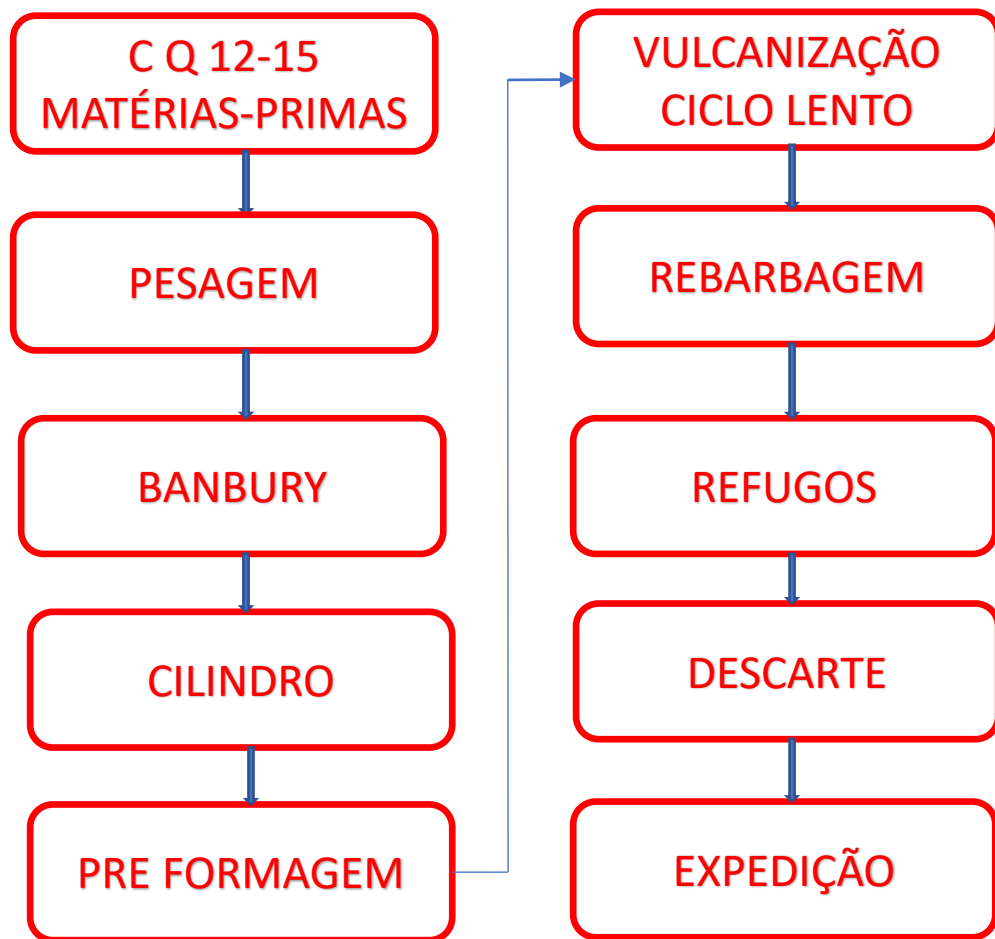 C Q 12-15
MATÉRIAS-PRIMAS
PESAGEM
BANBURY
CILINDRO
PRE FORMAGEM
VULCANIZAÇÃO
CICLO LENTO
REBARBAGEM
REFUGOS
DESCARTE
EXPEDIÇÃO